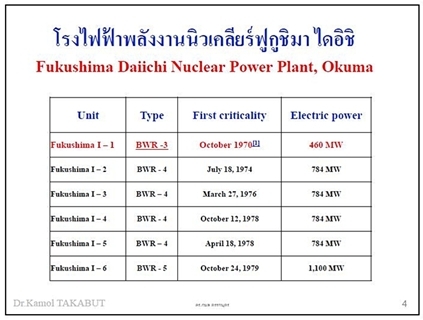 โรงไฟฟ้าพลังงานนิวเคลียร์ฟูกูชิมา ไดอิชิ
Fukushima Daiichi Nuclear Power Plant, Okuma
Unit Type First criticality Electric power
Fukushima I – 1 BWR -3 October 1970[3] 460 MW
Fukushima I – 2 BWR - 4 July 18, 1974 784 MW
Fukushima I – 3 BWR – 4 March 27, 1976 784 MW
Fukushima I – 4 BWR - 4 October 12, 1978 784 MW
Fukushima I – 5 BWR – 4 April 18, 1978 784 MW
Fukushima I – 6 BWR - 5 October 24, 1979 1,100 MW
Dr.Kamol TAKABUT 4